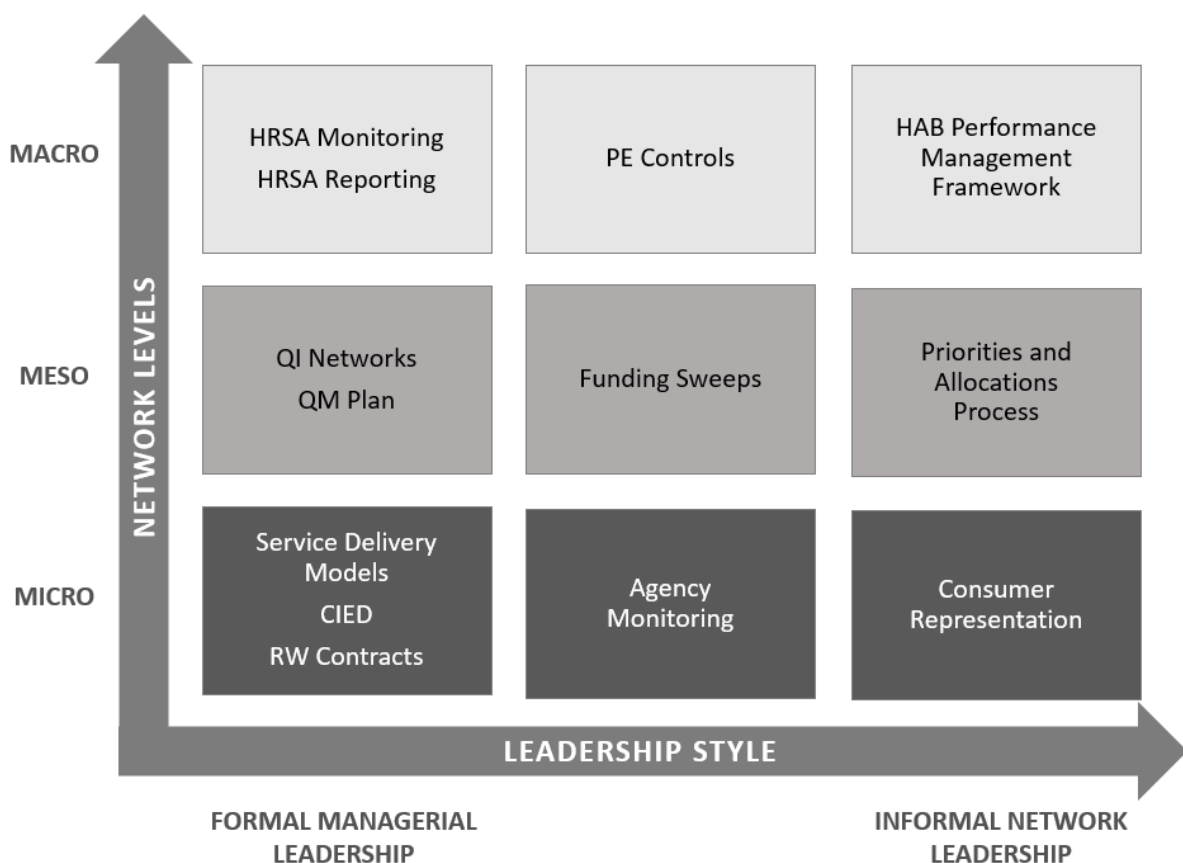 MACRO
HRSA Monitoring
HRSA Reporting
PE Controls
HAB Performance
Management
Framework
NETWORK LEVELS
MESO
QI Networks
QM Plan
Funding Sweeps
Priorities and
Allocations
Process
MICRO
Service Delivery
Models
CIED
RW Contracts
Agency
Monitoring
Consumer
Representation
LEADERSHIP STYLE
FORMAL MANAGERIAL
LEADERSHIP
INFORMAL NETWORK
LEADERSHIP